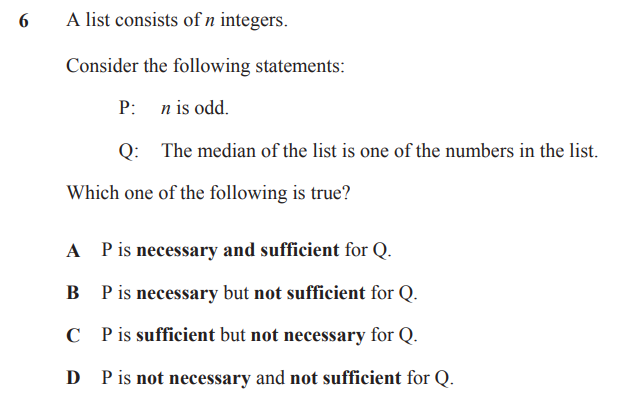 6 A list consists of n integers.
Consider the following statements:
P: n is odd.
Q: The median of the list is one of the numbers in the list.
Which one of the following is true?
A P is necessary and sufficient for Q.
B P is necessary but not sufficient for Q.
C P is sufficient but not necessary for Q.
D P is not necessary and not sufficient for Q.